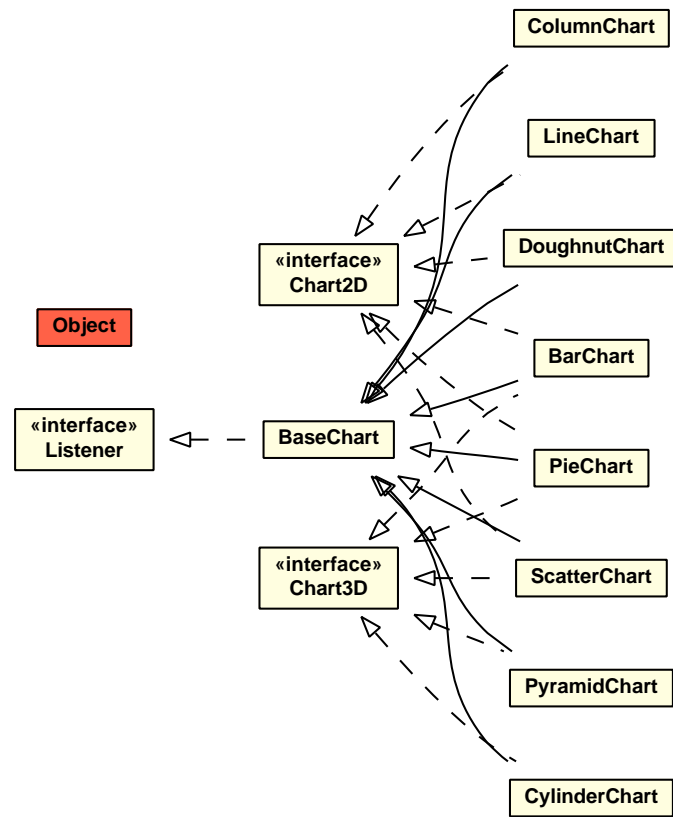 ColumnChart
LineChart
«interface»
Chart2D
DoughnutChart
Object
BarChart
«interface»
Listener
BaseChart
PieChart
«interface»
Chart3D
ScatterChart
PyramidChart
CylinderChart